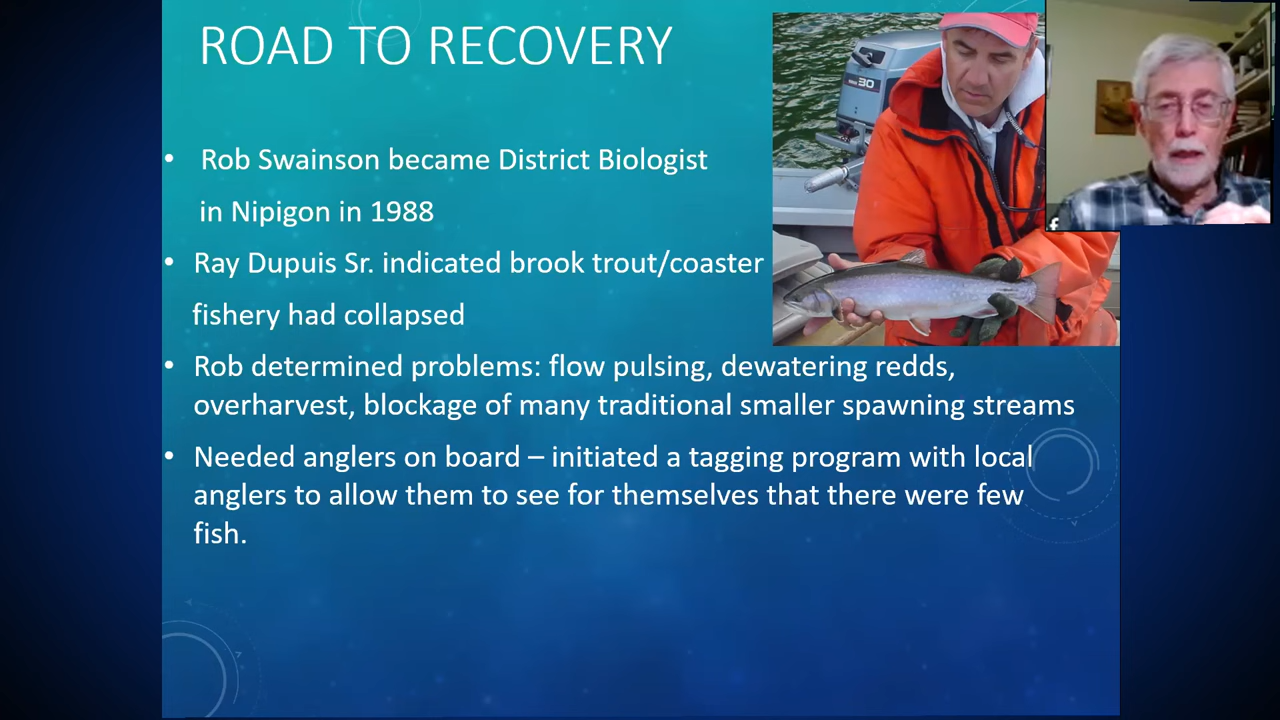 ROAD TO RECOVERY
• Rob Swainson became District Biologist
in Nipigon in 1988
• Ray Dupuis Sr. indicated brook trout/coaster
fishery had collapsed
• Rob determined problems: flow pulsing, dewatering redds,
overharvest, blockage of many traditional smaller spawning streams
• Needed anglers on board – initiated a tagging program with local
anglers to allow them to see for themselves that there were few
fish.
30